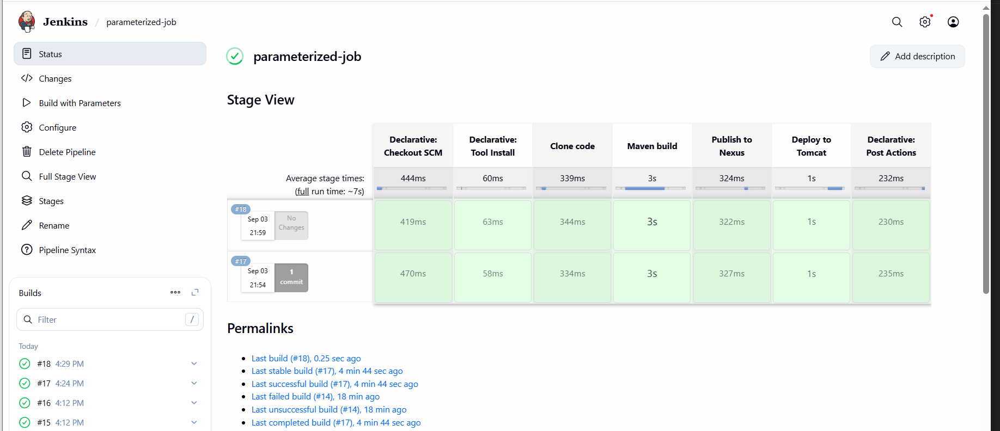 Jenkins / parameterized-job
Status
Changes
Build with Parameters
Configure
Delete Pipeline
Full Stage View
Stages
Rename
Pipeline Syntax
Builds
Filter /
Today
#18 4:29 PM
#17 4:24 PM
#16 4:12 PM
#15 4:12 PM
parameterized-job
Add description
Stage View
Declarative: Checkout SCM
Declarative: Tool Install
Clone code
Maven build
Publish to Nexus
Deploy to Tomcat
Declarative: Post Actions
Average stage times:
(full run time: ~7s)
444ms 60ms 339ms 3s 324ms 1s 232ms
#18
Sep 03
21:59
No
Changes
419ms 63ms 344ms 3s 322ms 1s 230ms
#17
Sep 03
21:54
1
commit
470ms 58ms 334ms 3s 327ms 1s 235ms
Permalinks
Last build (#18), 0.25 sec ago
Last stable build (#17), 4 min 44 sec ago
Last successful build (#17), 4 min 44 sec ago
Last failed build (#14), 18 min ago
Last unsuccessful build (#14), 18 min ago
Last completed build (#17), 4 min 44 sec ago